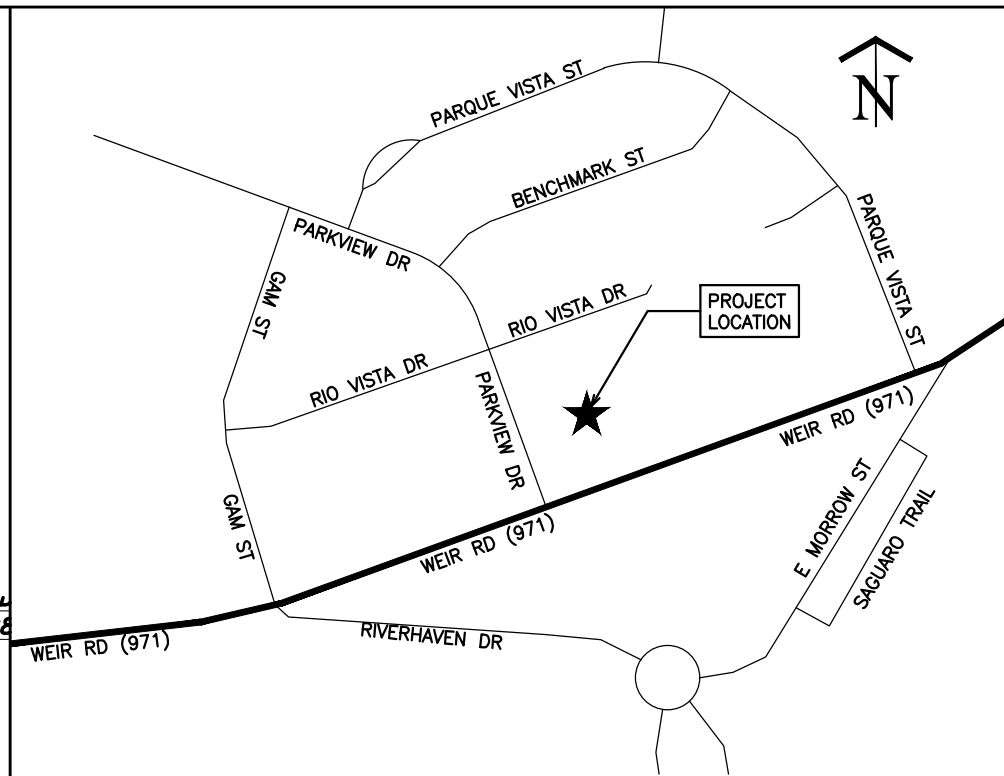 PARQUE VISTA ST
N
BENCHMARK ST
PARKVIEW DR
PARQUE VISTA ST
GAM ST
RIO VISTA DR
PROJECT
LOCATION
RIO VISTA DR
PARKVIEW DR
WEIR RD (971)
GAM ST
WEIR RD (971)
E MORROW ST
SAGUARO TRAIL
RIVERHAVEN DR
WEIR RD (971)